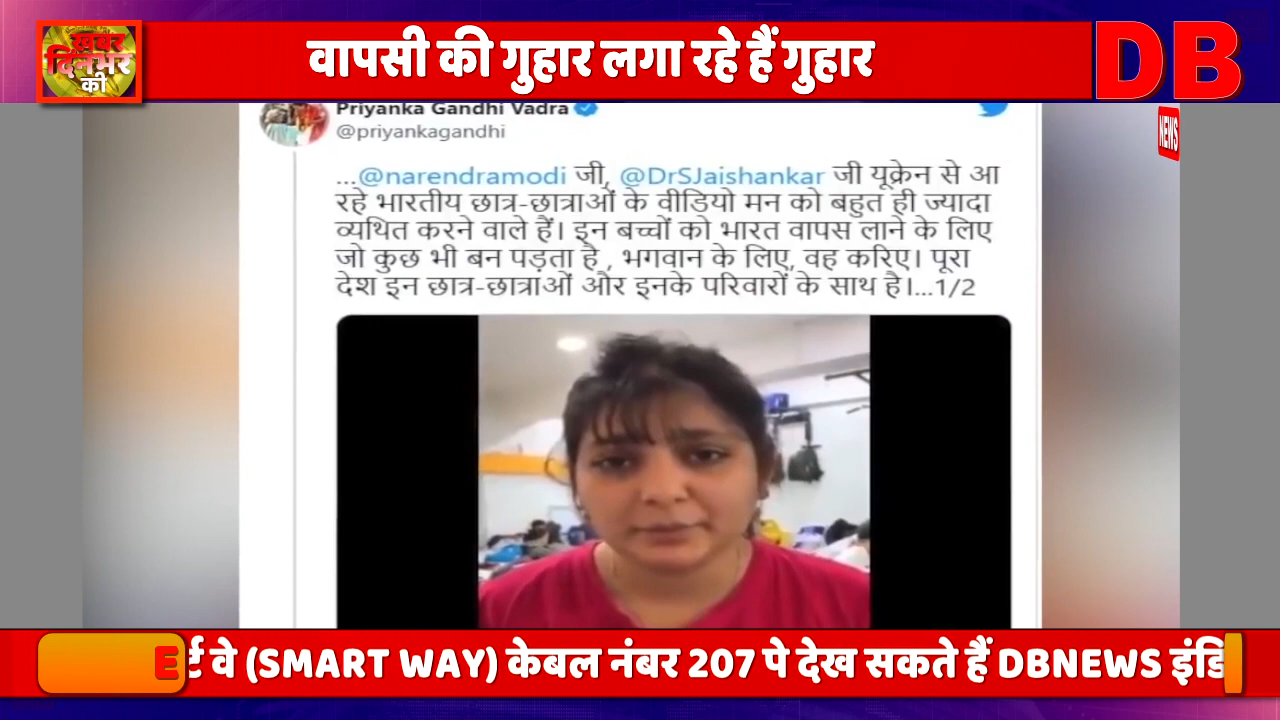 खबर
दिनभर
की
वापसी की गुहार लगा रहे हैं गुहार
DB
NEWS
Priyanka Gandhi Vadra
@priyankagandhi
...@narendramodi जी, @DrSJaishankar जी यूक्रेन से आ
रहे भारतीय छात्र-छात्राओं के वीडियो मन को बहुत ही ज्यादा
व्यथित करने वाले हैं। इन बच्चों को भारत वापस लाने के लिए
जो कुछ भी बन पड़ता है , भगवान के लिए, वह करिए। पूरा
देश इन छात्र-छात्राओं और इनके परिवारों के साथ है।...1/2
E
र्ट वे (SMART WAY) केबल नंबर 207 पे देख सकते हैं DBNEWS इंडि